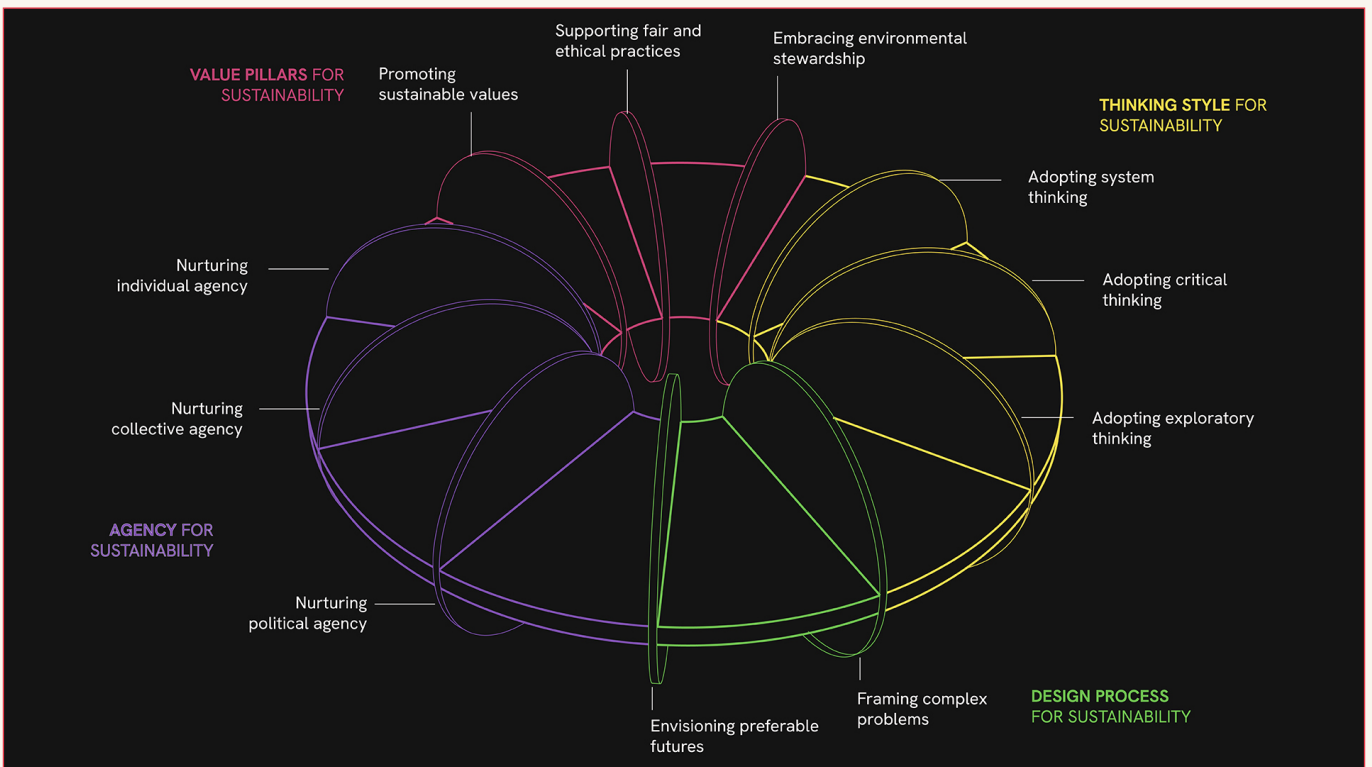 VALUE PILLARS FOR
SUSTAINABILITY
Promoting
sustainable values
Supporting fair and
ethical practices
Embracing environmental
stewardship
THINKING STYLE FOR
SUSTAINABILITY
Adopting system
thinking
Adopting critical
thinking
Adopting exploratory
thinking
Nurturing
individual agency
Nurturing
collective agency
AGENCY FOR
SUSTAINABILITY
Nurturing
political agency
Envisioning preferable
futures
Framing complex
problems
DESIGN PROCESS
FOR SUSTAINABILITY